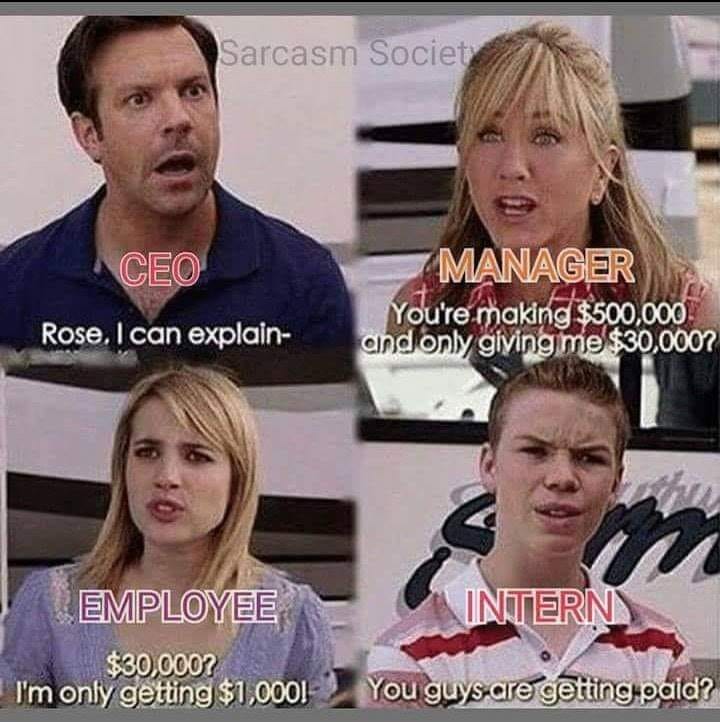 Sarcasm Society
CEO
Rose. I can explain-
MANAGER
You're making $500,000
and only giving me $30,000?
EMPLOYEE
$30,000?
I'm only getting $1,000!
INTERN
You guys are getting paid?